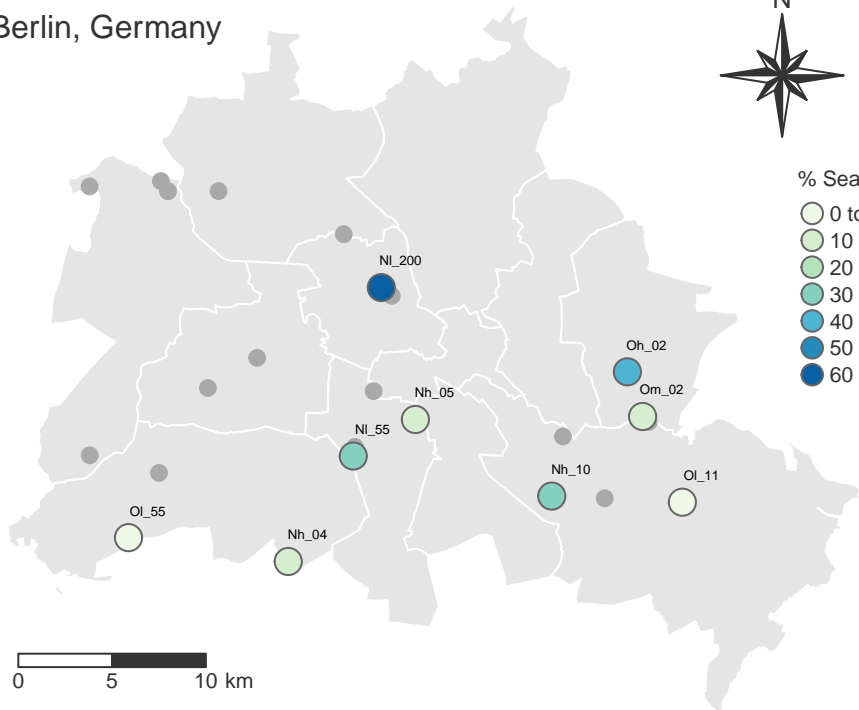 Berlin, Germany
N
% Sea
0 to
10
20
30
40
50
60
Nl_200
Oh_02
Om_02
Nh_05
Nl_55
Nh_10
Ol_11
Ol_55
Nh_04
0 5 10 km